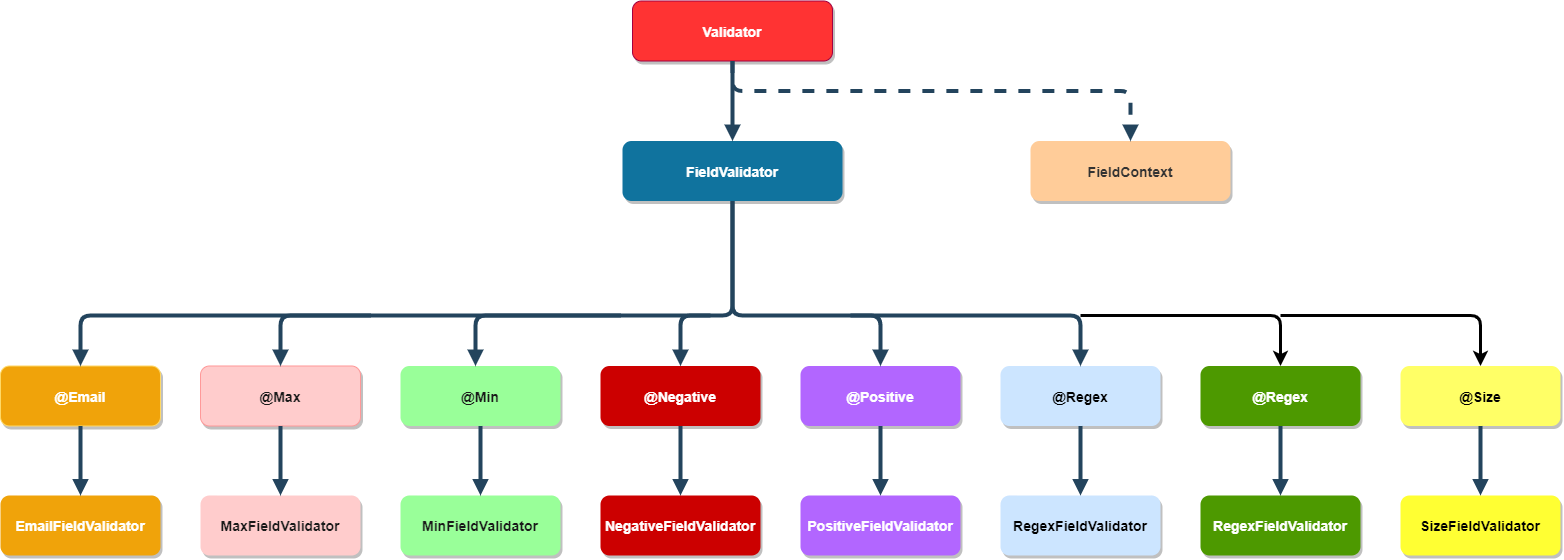 Validator
FieldValidator
FieldContext
@Email
@Max
@Min
@Negative
@Positive
@Regex
@Regex
@Size
EmailFieldValidator
MaxFieldValidator
MinFieldValidator
NegativeFieldValidator
PositiveFieldValidator
RegexFieldValidator
RegexFieldValidator
SizeFieldValidator